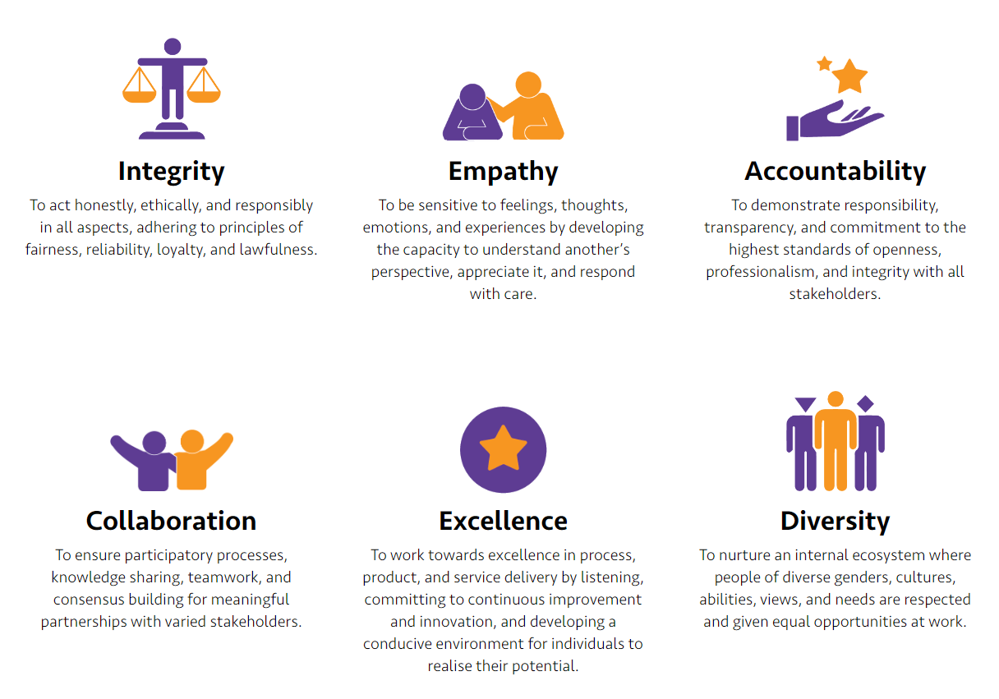 Integrity
To act honestly, ethically, and responsibly
in all aspects, adhering to principles of
fairness, reliability, loyalty, and lawfulness.
Empathy
To be sensitive to feelings, thoughts,
emotions, and experiences by developing
the capacity to understand another's
perspective, appreciate it, and respond
with care.
Accountability
To demonstrate responsibility,
transparency, and commitment to the
highest standards of openness,
professionalism, and integrity with all
stakeholders.
Collaboration
To ensure participatory processes,
knowledge sharing, teamwork, and
consensus building for meaningful
partnerships with varied stakeholders.
Excellence
To work towards excellence in process,
product, and service delivery by listening,
committing to continuous improvement
and innovation, and developing a
conducive environment for individuals to
realise their potential.
Diversity
To nurture an internal ecosystem where
people of diverse genders, cultures,
abilities, views, and needs are respected
and given equal opportunities at work.